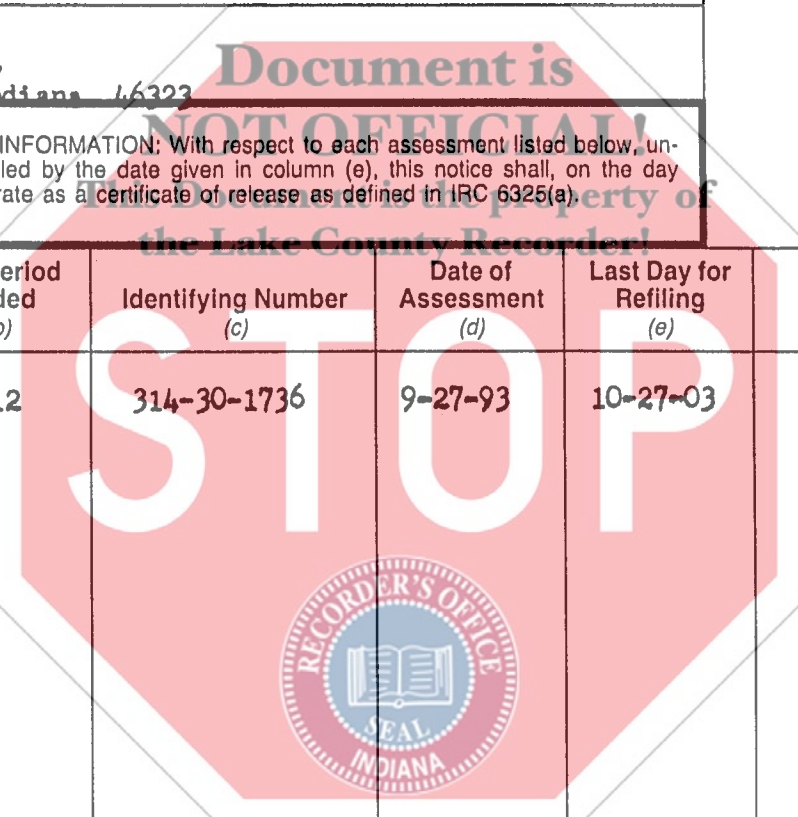 Document is
46323
NOT OFFICIAL!
INFORMATION: With respect to each assessment listed below, un-
led by the date given in column (e), this notice shall, on the day
rate as a certificate of release as defined in IRC 6325(a).
This Document is the property of
the Lake County Recorder!
eriod
ded
Identifying Number
(c)
Date of
Assessment
(d)
Last Day for
Refiling
(e)
314-30-1736
9-27-93
10-27-03
STOP
RECORDER'S OFFICE
SEAL
INDIANA